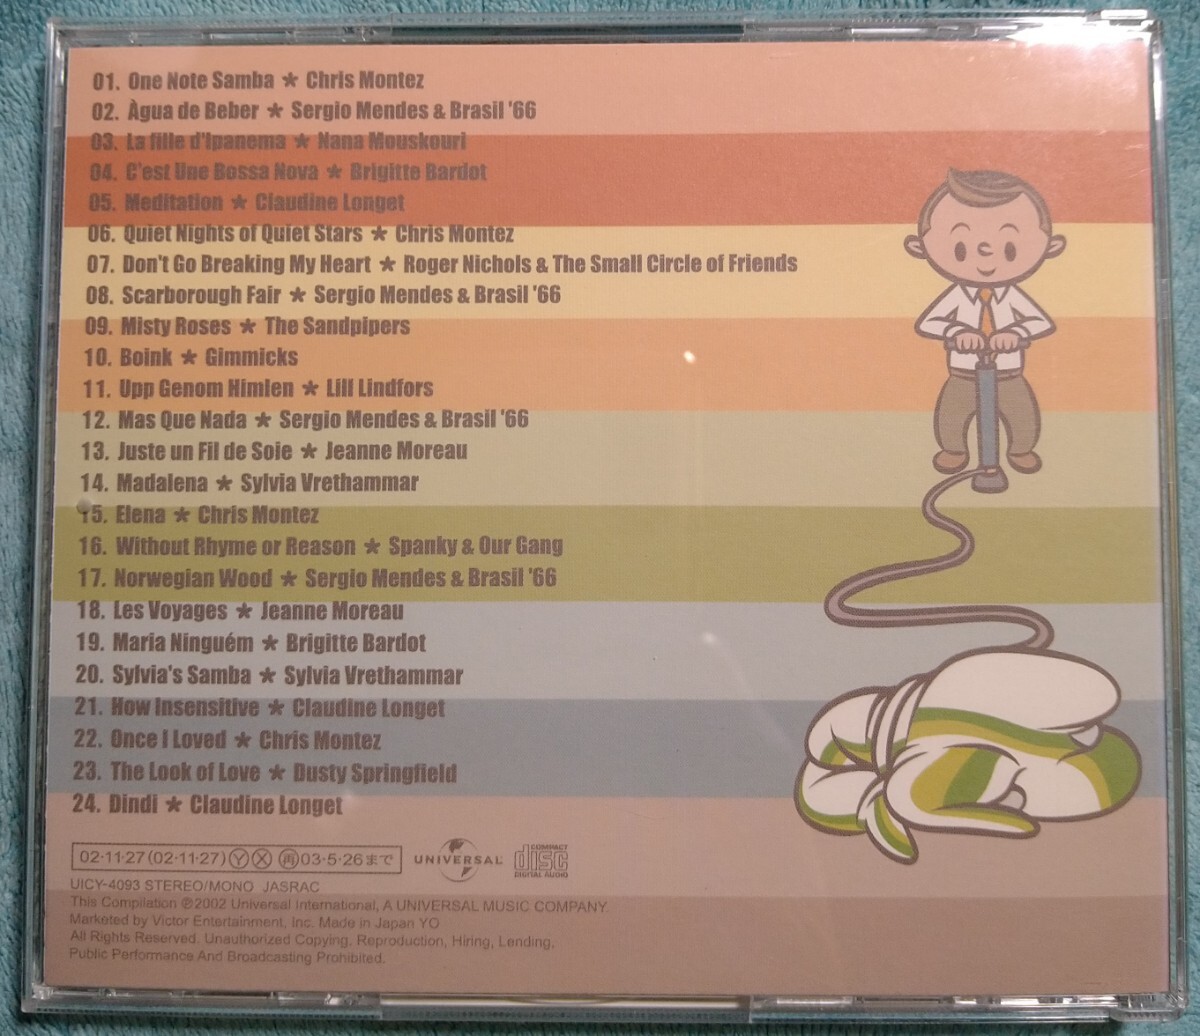 01. One Note Samba ★ Chris Montez
02. Àgua de Beber ★ Sergio Mendes & Brasil '66
03. La fille d'Ipanema ★ Nana Mouskouri
04. C'est Une Bossa Nova ★ Brigitte Bardot
05. Meditation ★ Claudine Longet
06. Quiet Nights of Quiet Stars ★ Chris Montez
07. Don't Go Breaking My Heart ★ Roger Nichols & The Small Circle of Friends
08. Scarborough Fair ★ Sergio Mendes & Brasil '66
09. Misty Roses ★ The Sandpipers
10. Boink ★ Gimmicks
11. Upp Genom Himlen ★ Lill Lindfors
12. Mas Que Nada ★ Sergio Mendes & Brasil '66
13. Juste un Fil de Soie ★ Jeanne Moreau
14. Madalena ★ Sylvia Vrethammar
15. Elena ★ Chris Montez
16. Without Rhyme or Reason ★ Spanky & Our Gang
17. Norwegian Wood ★ Sergio Mendes & Brasil '66
18. Les Voyages ★ Jeanne Moreau
19. Maria Ninguém ★ Brigitte Bardot
20. Sylvia's Samba ★ Sylvia Vrethammar
21. How Insensitive ★ Claudine Longet
22. Once I Loved ★ Chris Montez
23. The Look of Love ★ Dusty Springfield
24. Dindi ★ Claudine Longet
02·11·27(02·11·27)ⓎⓍ㊢03·5·26まで
UNIVERSAL
COMPACT
disc
DIGITAL AUDIO
UICY-4093 STEREO/MONO JASRAC
This Compilation ℗2002 Universal International, A UNIVERSAL MUSIC COMPANY.
Marketed by Victor Entertainment, Inc. Made in Japan YO
All Rights Reserved. Unauthorized Copying, Reproduction, Hiring, Lending,
Public Performance And Broadcasting Prohibited.